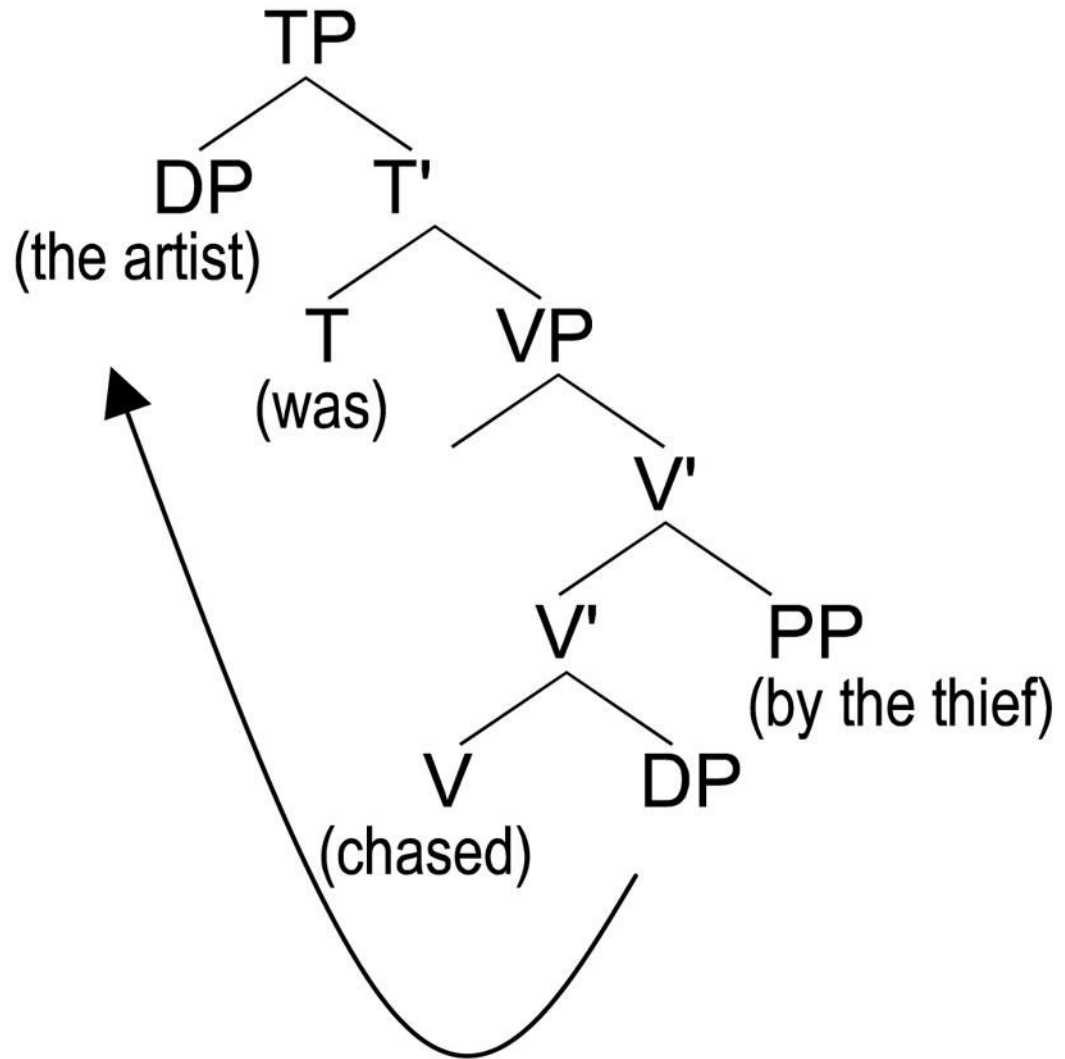 TP
DP T'
(the artist)
T VP
(was)
V'
V' PP
(by the thief)
V DP
(chased)